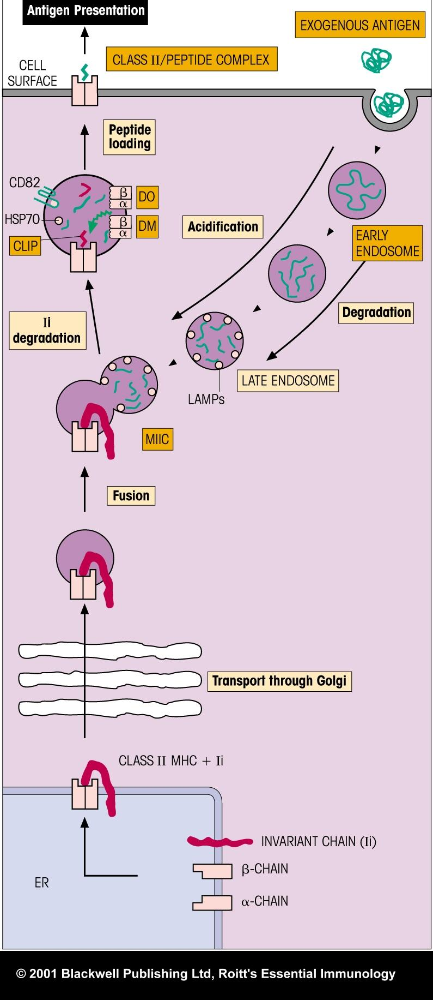 Antigen Presentation
EXOGENOUS ANTIGEN
CLASS II/PEPTIDE COMPLEX
CELL
SURFACE
Peptide
loading
CD82
β
α
DO
HSP70
β
α
DM
CLIP
Acidification
EARLY
ENDOSOME
Ii
degradation
Degradation
LATE ENDOSOME
LAMPs
MIIC
Fusion
Transport through Golgi
CLASS II MHC + Ii
INVARIANT CHAIN (Ii)
β-CHAIN
ER
α-CHAIN
© 2001 Blackwell Publishing Ltd, Roitt's Essential Immunology